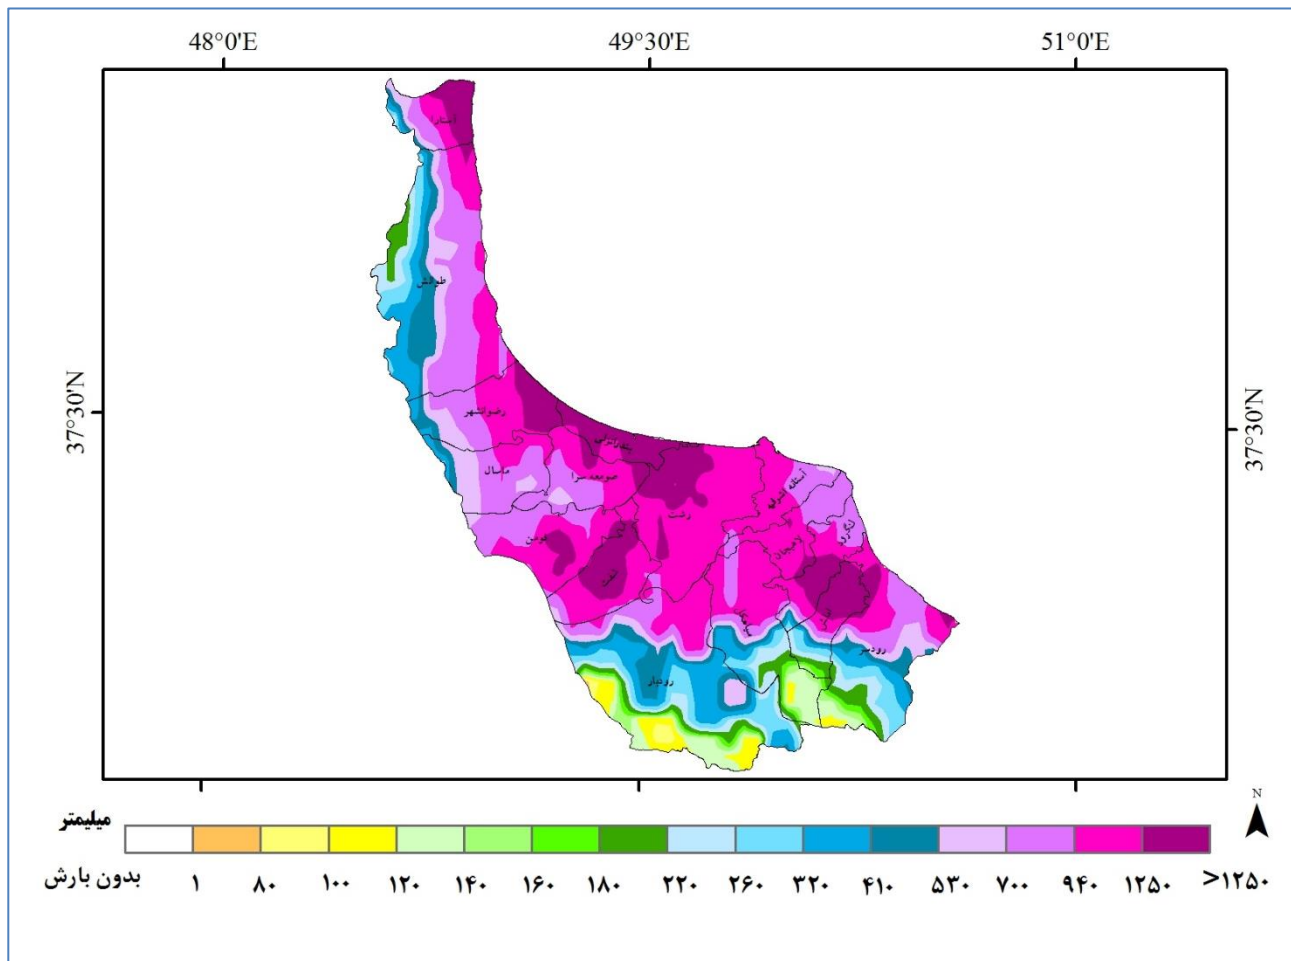 48°0'E 49°30'E 51°0'E
آستارا
طوالش
37°30'N
37°30'N
رضوانشهر
بندرانزلی
ماسال
صومعه سرا
آستانه اشرفیه
رشت
لنگرود
فومن
لاهیجان
شفت
سیاهکل
رودسر
رودبار
N
میلیمتر
بدون بارش ۱ ۸۰ ۱۰۰ ۱۲۰ ۱۴۰ ۱۶۰ ۱۸۰ ۲۲۰ ۲۶۰ ۳۲۰ ۴۱۰ ۵۳۰ ۷۰۰ ۹۴۰ ۱۲۵۰ >۱۲۵۰